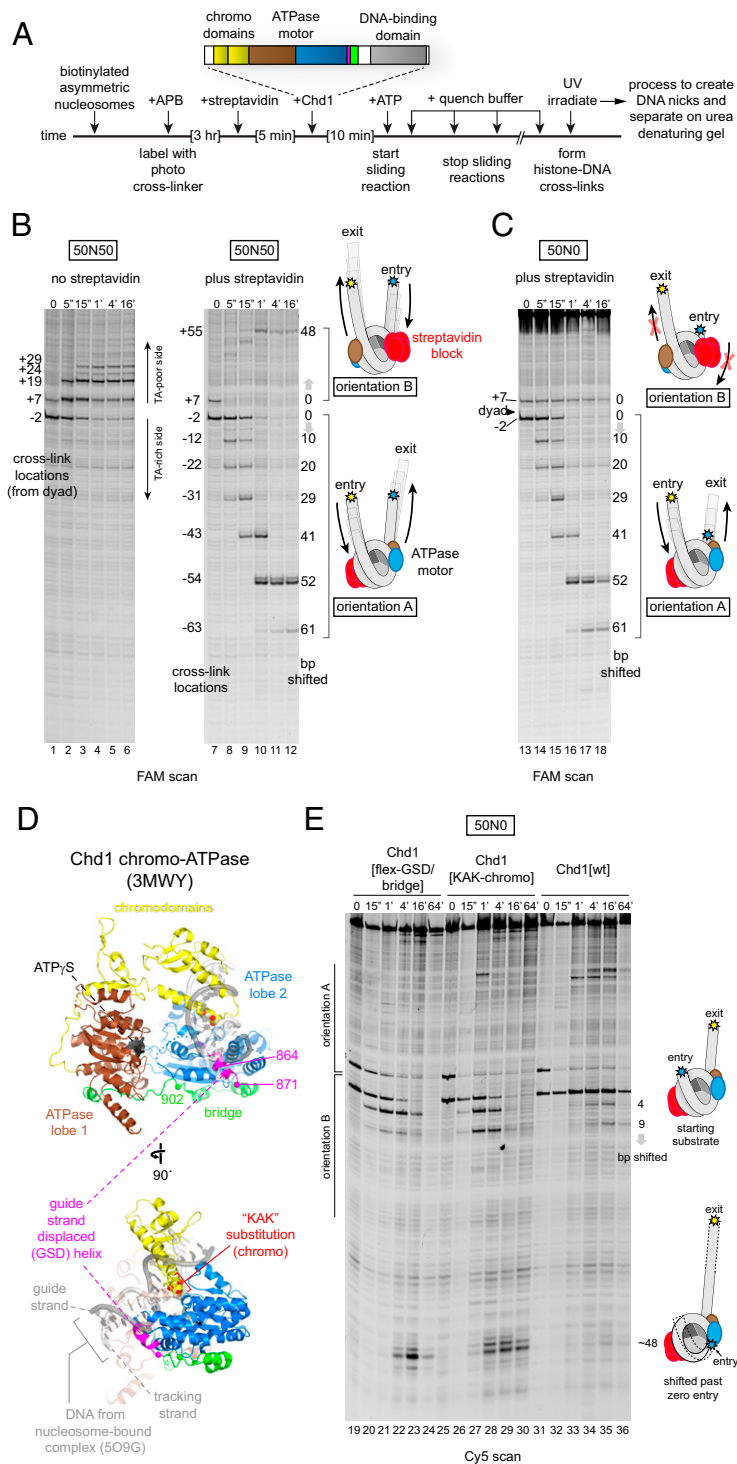 A
chromo domains
ATPase motor
DNA-binding domain
biotinylated asymmetric nucleosomes
+APB
+streptavidin
+Chd1
+ATP
+ quench buffer
UV irradiate
process to create DNA nicks and separate on urea denaturing gel
time
[3 hr]
[5 min]
[10 min]
label with photo cross-linker
start sliding reaction
stop sliding reactions
form histone-DNA cross-links
B
50N50
no streptavidin
0 5" 15" 1' 4' 16'
+29
+24
+19
+7
-2
cross-link locations (from dyad)
TA-poor side
TA-rich side
1 2 3 4 5 6
50N50
plus streptavidin
0 5" 15" 1' 4' 16'
+55
+7
-2
-12
-22
-31
-43
-54
-63
cross-link locations
48
0
0
10
20
29
41
52
61
bp shifted
7 8 9 10 11 12
FAM scan
exit
entry
streptavidin block
orientation B
entry
exit
ATPase motor
orientation A
C
50N0
plus streptavidin
0 5" 15" 1' 4' 16'
+7
dyad
-2
0
0
10
20
29
41
52
61
bp shifted
13 14 15 16 17 18
FAM scan
exit
entry
orientation B
entry
exit
orientation A
D
Chd1 chromo-ATPase (3MWY)
chromodomains
ATPγS
ATPase lobe 2
864
871
902
bridge
ATPase lobe 1
90˚
guide strand displaced (GSD) helix
"KAK" substitution (chromo)
guide strand
tracking strand
DNA from nucleosome-bound complex (5O9G)
E
50N0
Chd1 [flex-GSD/ bridge]
Chd1 [KAK-chromo]
Chd1[wt]
0 15" 1' 4' 16' 64' 0 15" 1' 4' 16' 64' 0 15" 1' 4' 16' 64'
orientation A
orientation B
4
9
bp shifted
~48
19 20 21 22 23 24 25 26 27 28 29 30 31 32 33 34 35 36
Cy5 scan
exit
entry
starting substrate
exit
entry
shifted past zero entry